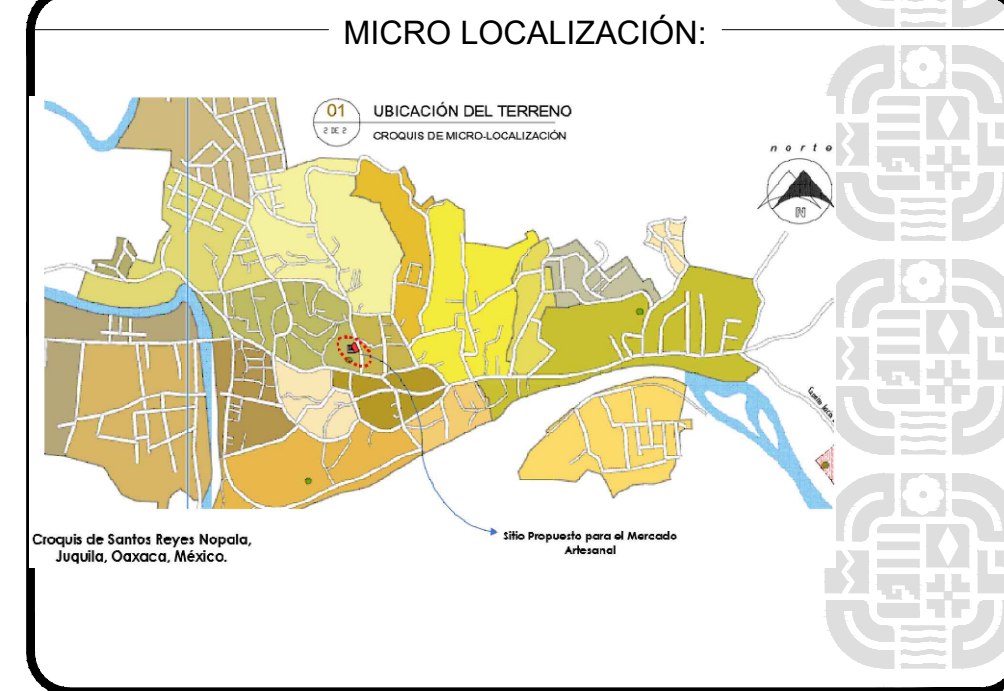 MICRO LOCALIZACIÓN:
01
2 DE 2
UBICACIÓN DEL TERRENO
CROQUIS DE MICRO-LOCALIZACIÓN
norte
N
Sitio Propuesto para el Mercado
Artesanal
Croquis de Santos Reyes Nopala,
Juquila, Oaxaca, México.